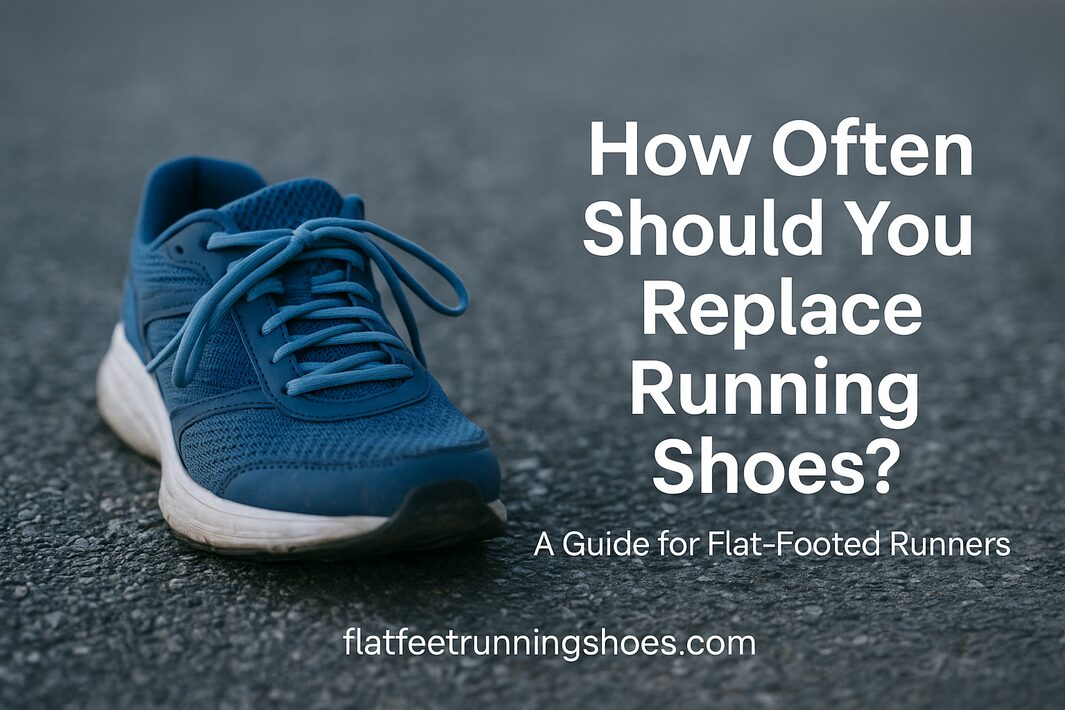 How Often
Should You
Replace
Running
Shoes?
A Guide for Flat-Footed Runners
flatfeetrunningshoes.com